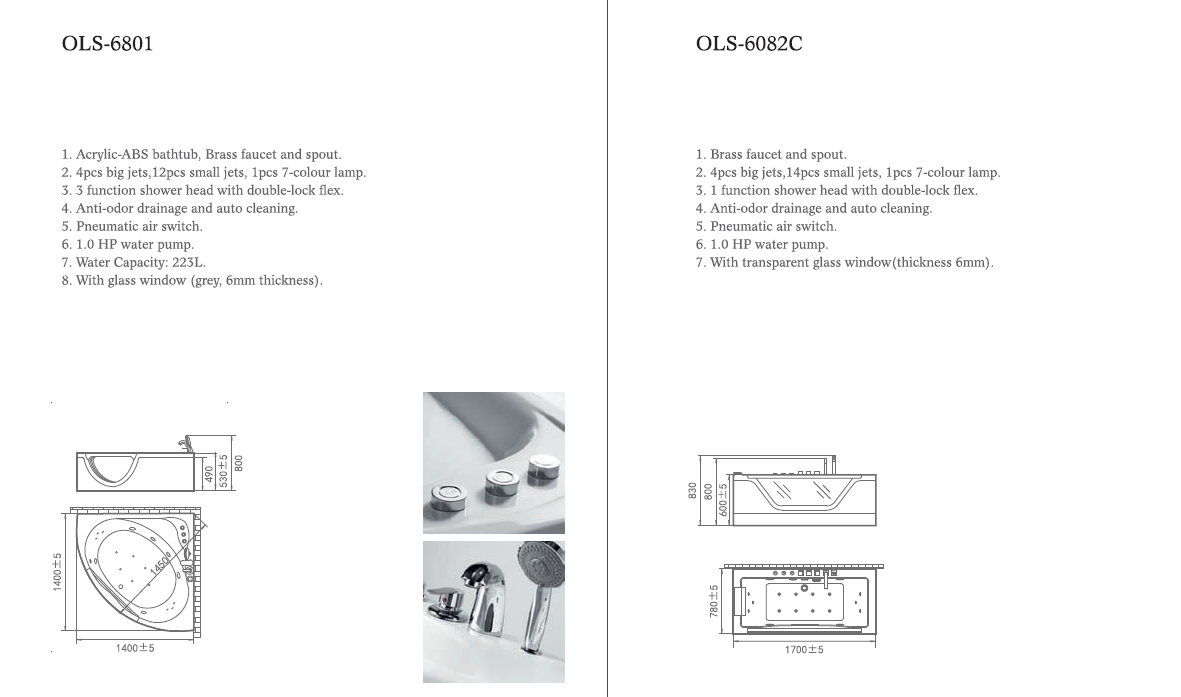 OLS-6801
1. Acrylic-ABS bathtub, Brass faucet and spout.
2. 4pcs big jets,12pcs small jets, 1pcs 7-colour lamp.
3. 3 function shower head with double-lock flex.
4. Anti-odor drainage and auto cleaning.
5. Pneumatic air switch.
6. 1.0 HP water pump.
7. Water Capacity: 223L.
8. With glass window (grey, 6mm thickness).
490
530±5
800
1400±5
1450
1400±5
OLS-6082C
1. Brass faucet and spout.
2. 4pcs big jets,14pcs small jets, 1pcs 7-colour lamp.
3. 1 function shower head with double-lock flex.
4. Anti-odor drainage and auto cleaning.
5. Pneumatic air switch.
6. 1.0 HP water pump.
7. With transparent glass window(thickness 6mm).
830
800
600±5
780±5
1700±5